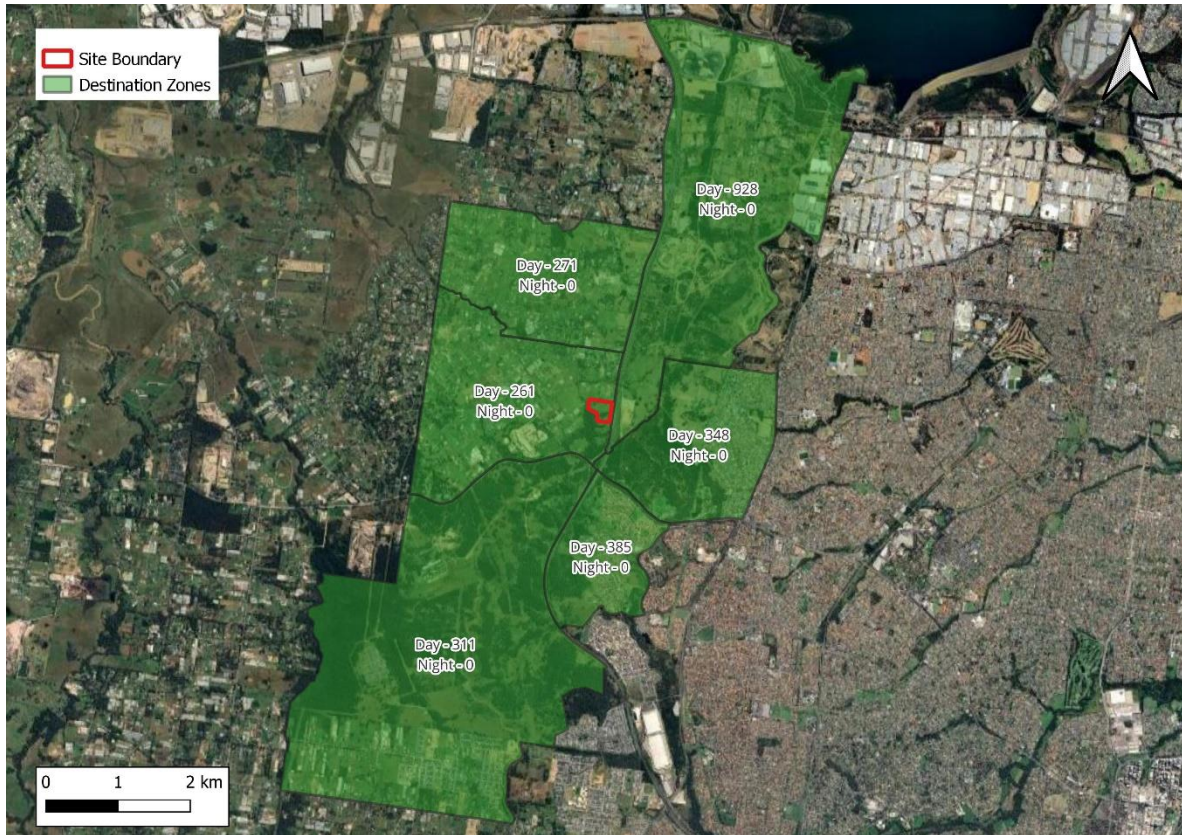 Site Boundary
Destination Zones
Day - 928
Night - 0
Day - 271
Night - 0
Day - 261
Night - 0
Day - 348
Night - 0
Day - 385
Night - 0
Day - 311
Night - 0
0 1 2 km